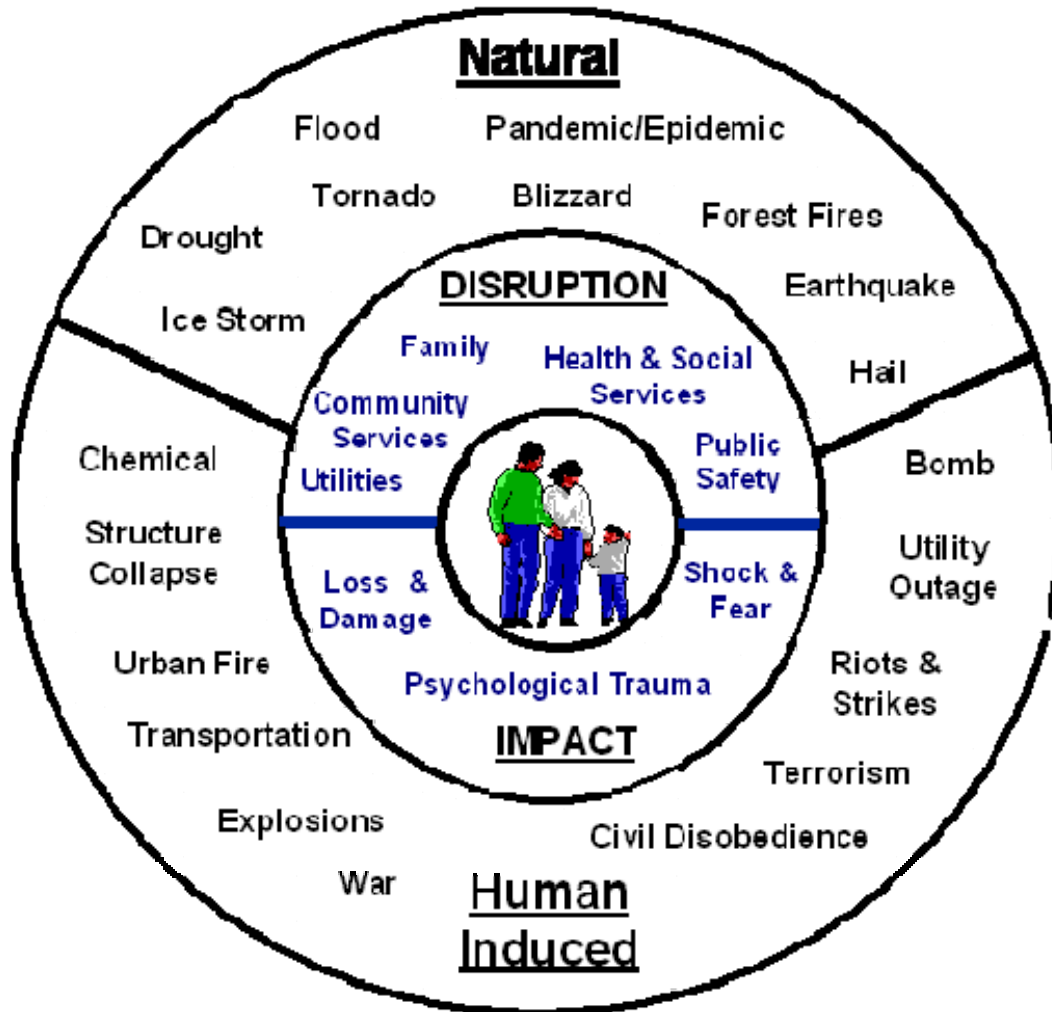 Natural
Flood
Pandemic/Epidemic
Tornado
Blizzard
Forest Fires
Drought
Earthquake
Ice Storm
Hail
DISRUPTION
Family
Health & Social
Services
Community
Services
Public
Safety
Utilities
Loss &
Damage
Shock &
Fear
Psychological Trauma
IMPACT
Chemical
Structure
Collapse
Urban Fire
Transportation
Explosions
War
Bomb
Utility
Outage
Riots &
Strikes
Terrorism
Civil Disobedience
Human
Induced